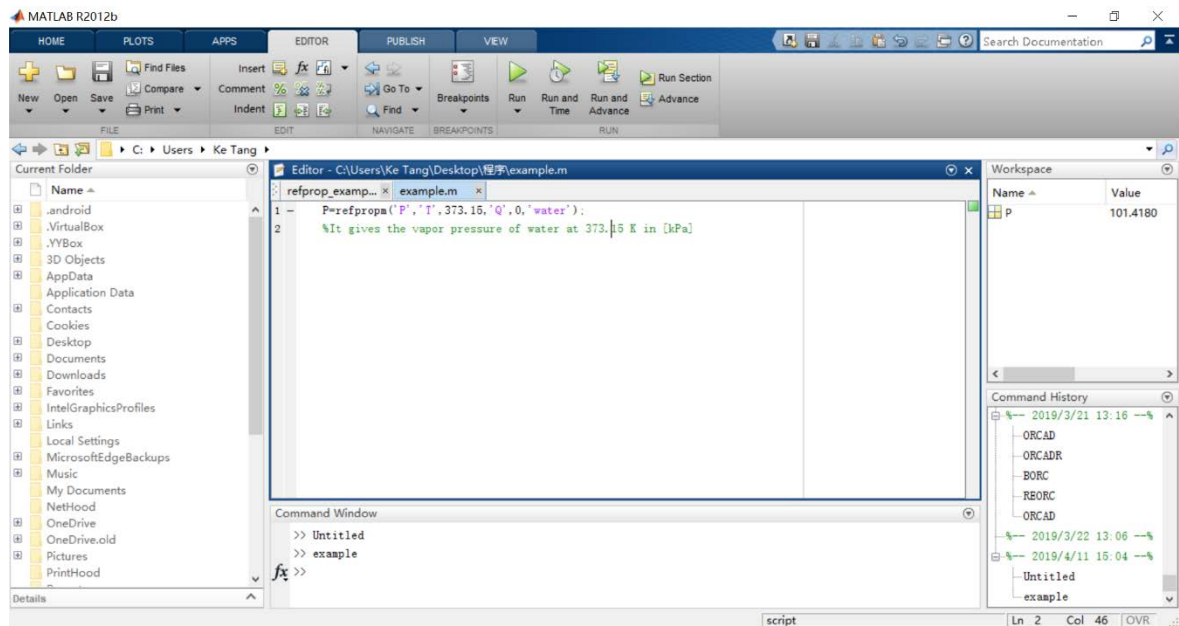 MATLAB R2012b
HOME PLOTS APPS EDITOR PUBLISH VIEW Search Documentation
New Open Save Find Files Compare Print FILE
Insert fx Comment Indent EDIT
Go To Find NAVIGATE
Breakpoints BREAKPOINTS
Run Run and Time Run and Advance Run Section Advance RUN
C: Users Ke Tang
Current Folder
Name
.android
.VirtualBox
.YYBox
3D Objects
AppData
Application Data
Contacts
Cookies
Desktop
Documents
Downloads
Favorites
IntelGraphicsProfiles
Links
Local Settings
MicrosoftEdgeBackups
Music
My Documents
NetHood
OneDrive
OneDrive.old
Pictures
PrintHood
Details
Editor - C:\Users\Ke Tang\Desktop\程序\example.m
refprop_examp... × example.m ×
1 – P=refpropm('P','T',373.15,'Q',0,'water');
2 %It gives the vapor pressure of water at 373.15 K in [kPa]
Command Window
>> Untitled
>> example
fx >>
Workspace
Name Value
P 101.4180
Command History
%-- 2019/3/21 13:16 --%
ORCAD
ORCADR
BORC
REORC
ORCAD
%-- 2019/3/22 13:06 --%
%-- 2019/4/11 15:04 --%
Untitled
example
script Ln 2 Col 46 OVR